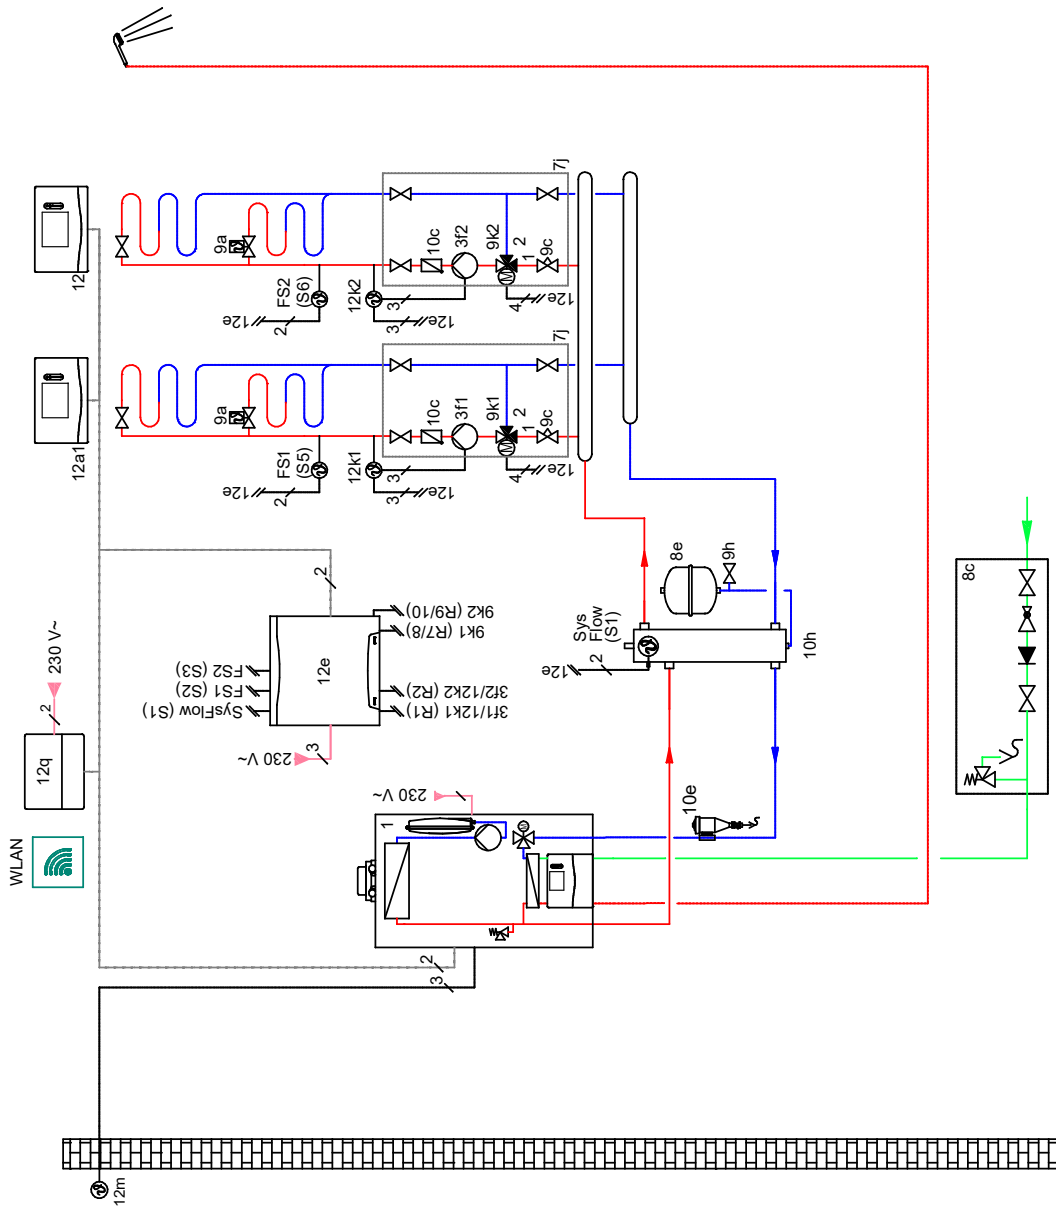 12m
WLAN
12q
2
230 V~
12a1
12
2
3
2
12e
230 V~
3
SysFlow (S1)
FS1 (S2)
FS2 (S3)
3f1/12k1 (R1)
3f2/12k2 (R2)
9k1 (R7/8)
9k2 (R9/10)
1
230 V~
M
10e
12e
2
Sys
Flow
(S1)
8e
9h
10h
8c
12e
2
FS1
(S5)
9a
12k1
3
3
12e
10c
3f1
9k1
M
1
2
4
12e
9c
7j
12e
2
FS2
(S6)
9a
12k2
3
3
12e
10c
3f2
9k2
M
1
2
4
12e
9c
7j